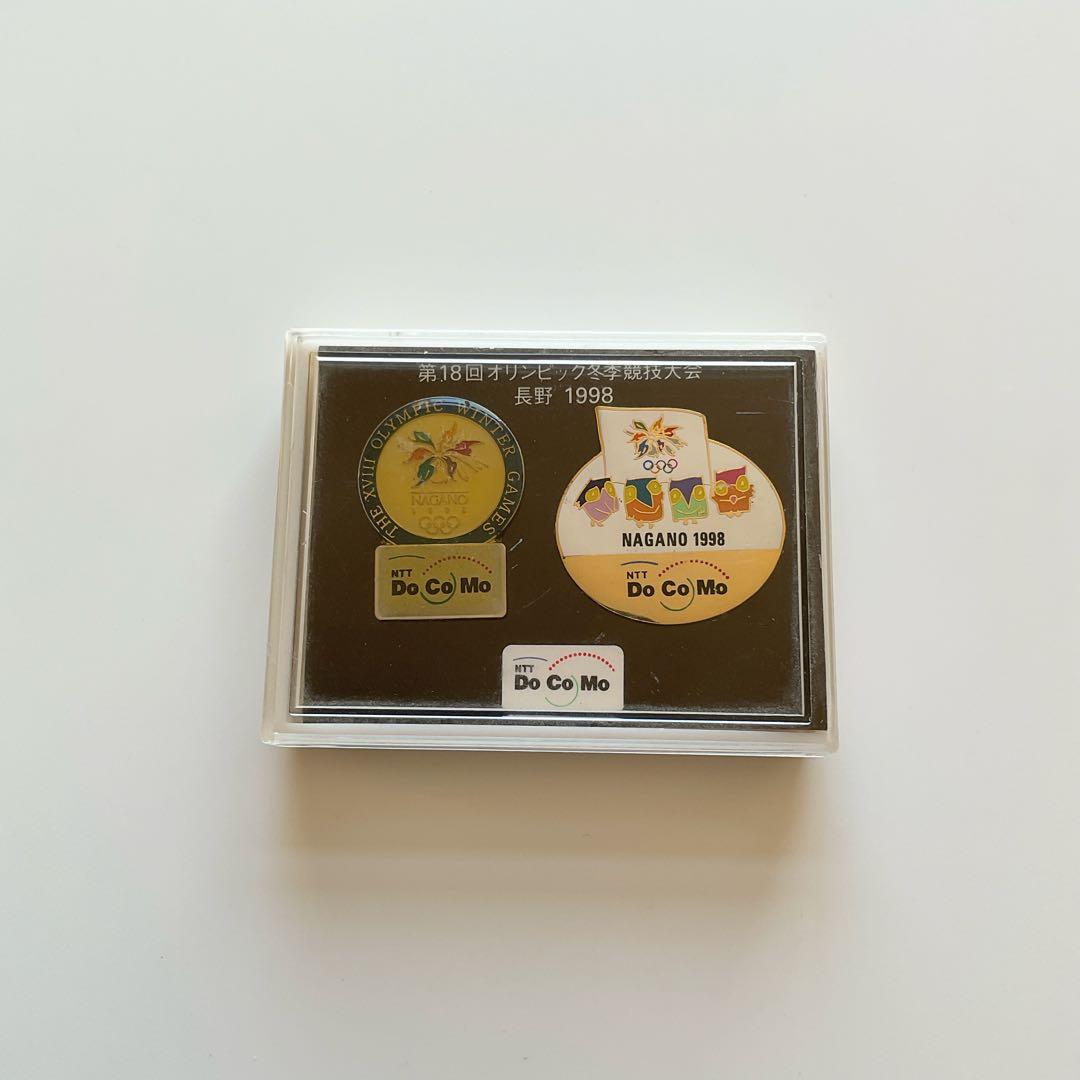 第18回オリンピック冬季競技大会
長野 1998
THE XVIII OLYMPIC WINTER GAMES
NAGANO
1998
NTT
DoCoMo
NAGANO 1998
NTT
DoCoMo
NTT
DoCoMo